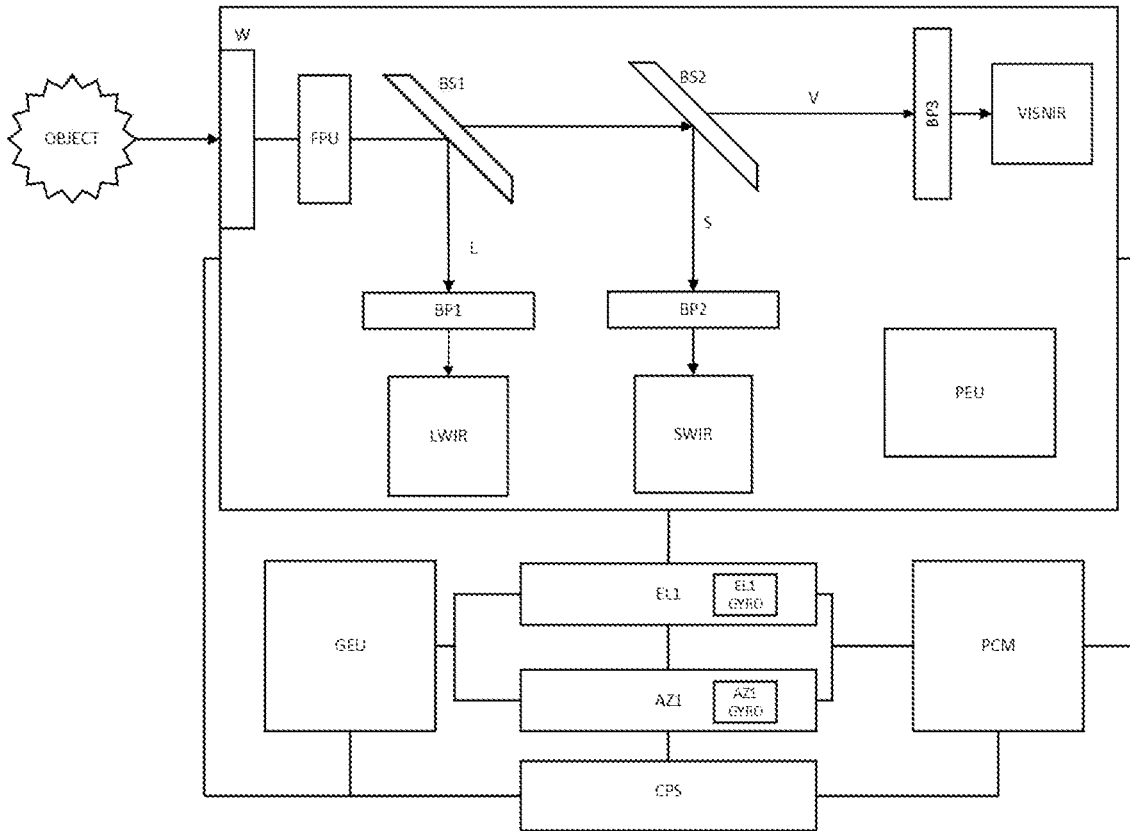 W
OBJECT
FPU
BS1
BS2
V
BP3
VISNIR
L
S
BP1
BP2
LWIR
SWIR
PEU
GEU
EL1
EL1
GYRO
PCM
AZ1
AZ1
GYRO
CPS